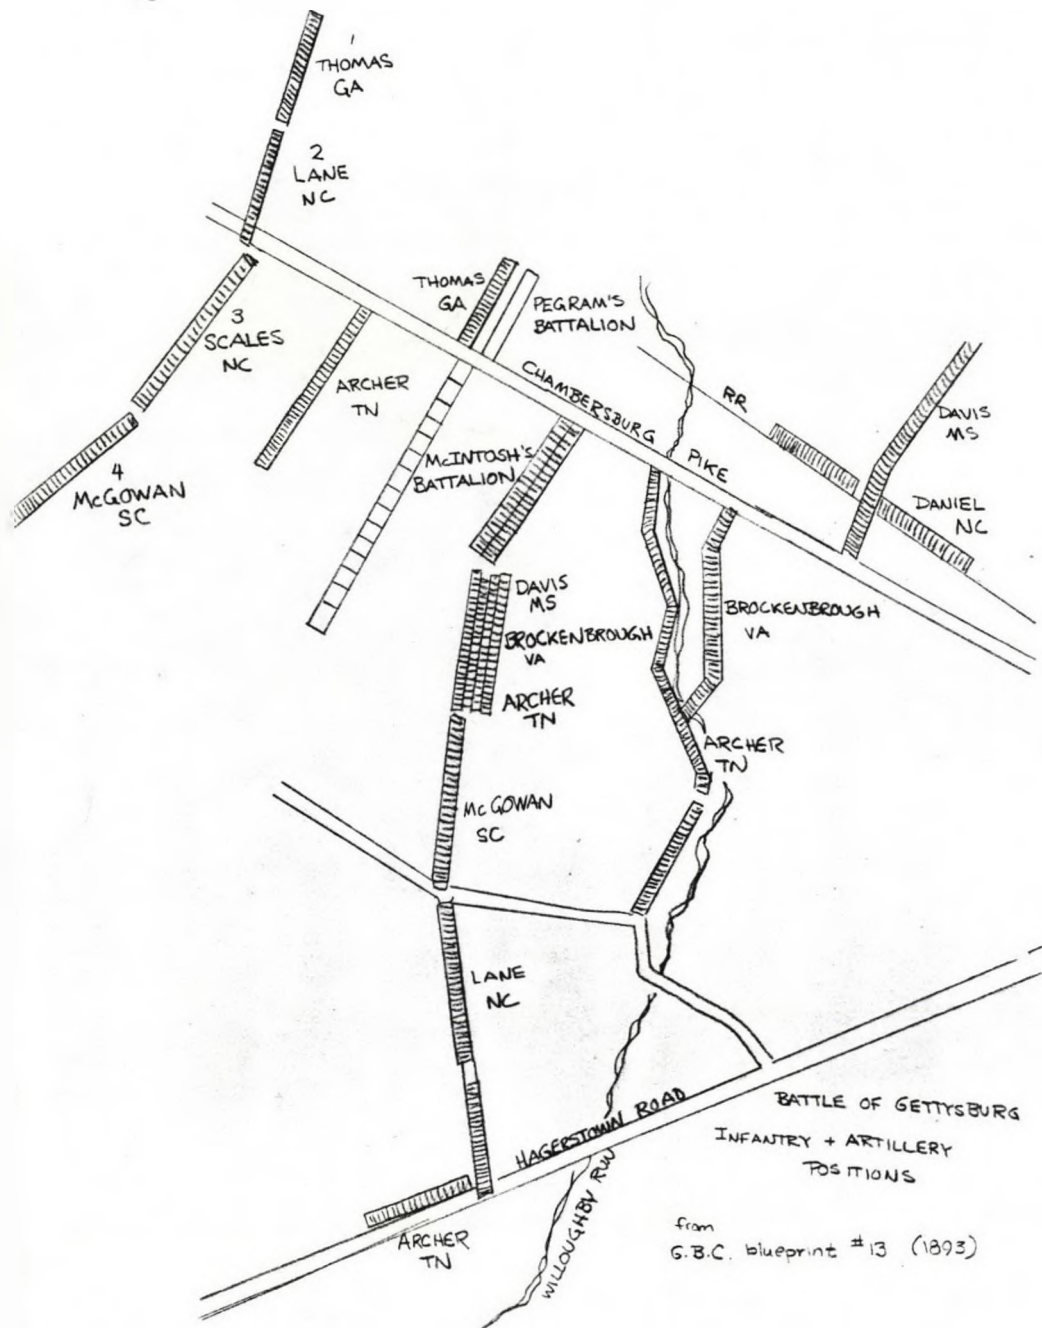 1
THOMAS
GA
2
LANE
NC
3
SCALES
NC
4
McGOWAN
SC
ARCHER
TN
THOMAS
GA
PEGRAM'S
BATTALION
CHAMBERSBURG PIKE
McINTOSH'S
BATTALION
RR
DAVIS
MS
DANIEL
NC
DAVIS
MS
BROCKENBROUGH
VA
ARCHER
TN
BROCKENBROUGH
VA
ARCHER
TN
McGOWAN
SC
LANE
NC
HAGERSTOWN ROAD
WILLOUGHBY RUN
ARCHER
TN
BATTLE OF GETTYSBURG
INFANTRY + ARTILLERY
POSITIONS
from
G.B.C. blueprint #13 (1893)